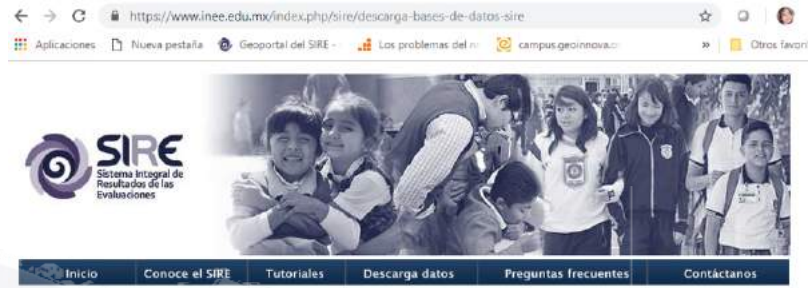 https://www.inee.edu.mx/index.php/sire/descarga-bases-de-datos-sire
Aplicaciones Nueva pestaña Geoportal del SIRE - Los problemas del campus.geoinnova. » Otros favori
SIRE
Sistema Integral de
Resultados de las
Evaluaciones
Inicio Conoce el SIRE Tutoriales Descarga datos Preguntas frecuentes Contáctanos